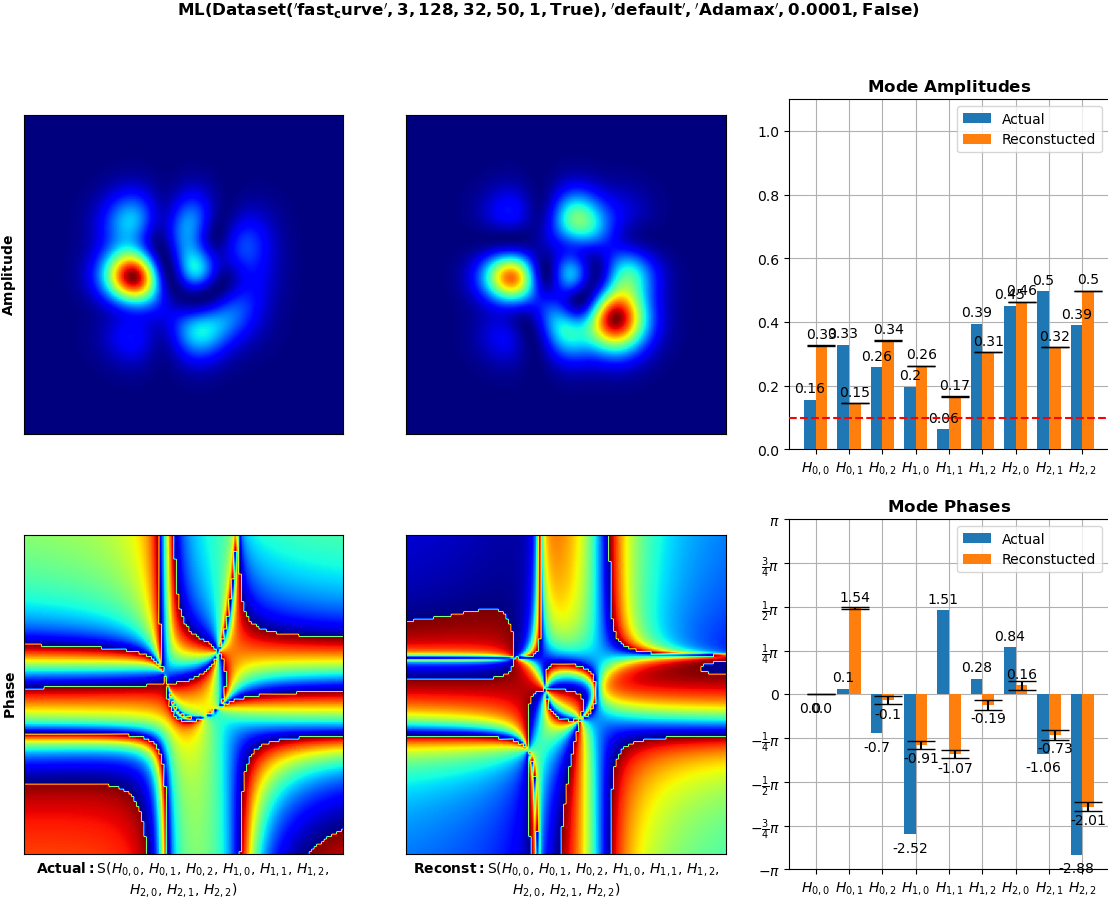 ML(Dataset('fast_curve', 3, 128, 32, 50, 1, True), 'default', 'Adamax', 0.0001, False)
Amplitude
Mode Amplitudes
Actual
Reconstucted
1.0
0.8
0.6
0.4
0.2
0.0
0.16 0.33 0.33 0.15 0.26 0.34 0.2 0.26 0.06 0.17 0.39 0.31 0.45 0.46 0.5 0.32 0.39 0.5
H0,0 H0,1 H0,2 H1,0 H1,1 H1,2 H2,0 H2,1 H2,2
Phase
Actual: S(H0,0, H0,1, H0,2, H1,0, H1,1, H1,2,
H2,0, H2,1, H2,2)
Reconst: S(H0,0, H0,1, H0,2, H1,0, H1,1, H1,2,
H2,0, H2,1, H2,2)
Mode Phases
Actual
Reconstucted
π
3/4π
1/2π
1/4π
0
−1/4π
−1/2π
−3/4π
−π
0.0 0.0 0.1 1.54 -0.7 -0.1 -2.52 -0.91 1.51 -1.07 0.28 -0.19 0.84 0.16 -1.06 -0.73 -2.88 -2.01
H0,0 H0,1 H0,2 H1,0 H1,1 H1,2 H2,0 H2,1 H2,2